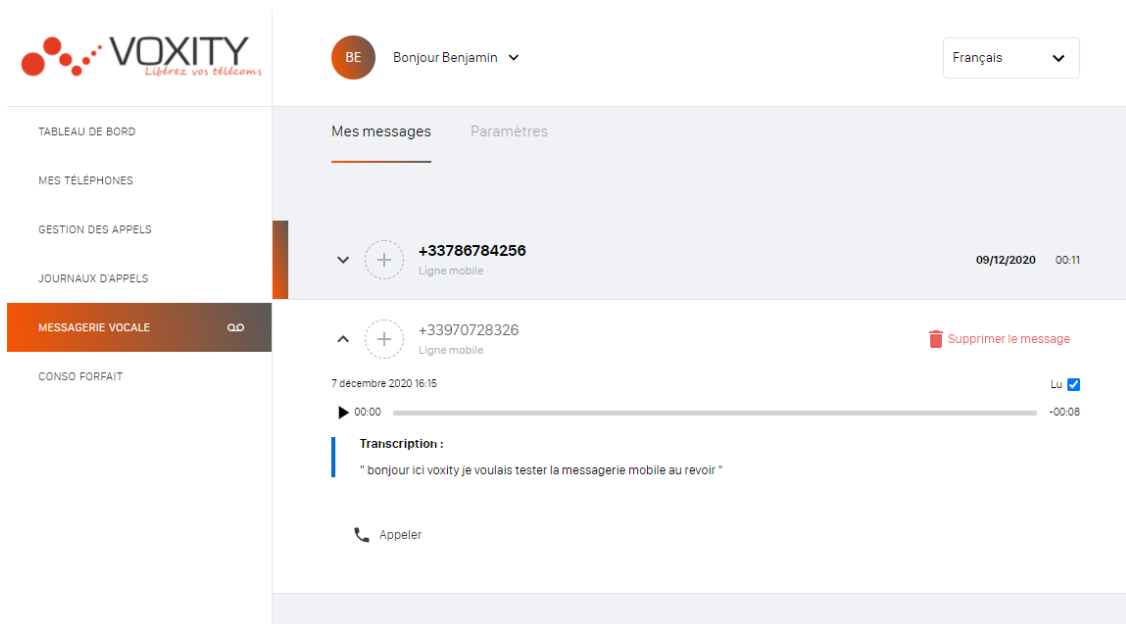 VOXITY
Libérez vos télécoms
BE
Bonjour Benjamin
Français
TABLEAU DE BORD
MES TÉLÉPHONES
GESTION DES APPELS
JOURNAUX D'APPELS
MESSAGERIE VOCALE
CONSO FORFAIT
Mes messages
Paramètres
+33786784256
Ligne mobile
09/12/2020 00:11
+33970728326
Ligne mobile
Supprimer le message
7 décembre 2020 16:15
Lu
00:00
-00:08
Transcription :
" bonjour ici voxity je voulais tester la messagerie mobile au revoir "
Appeler